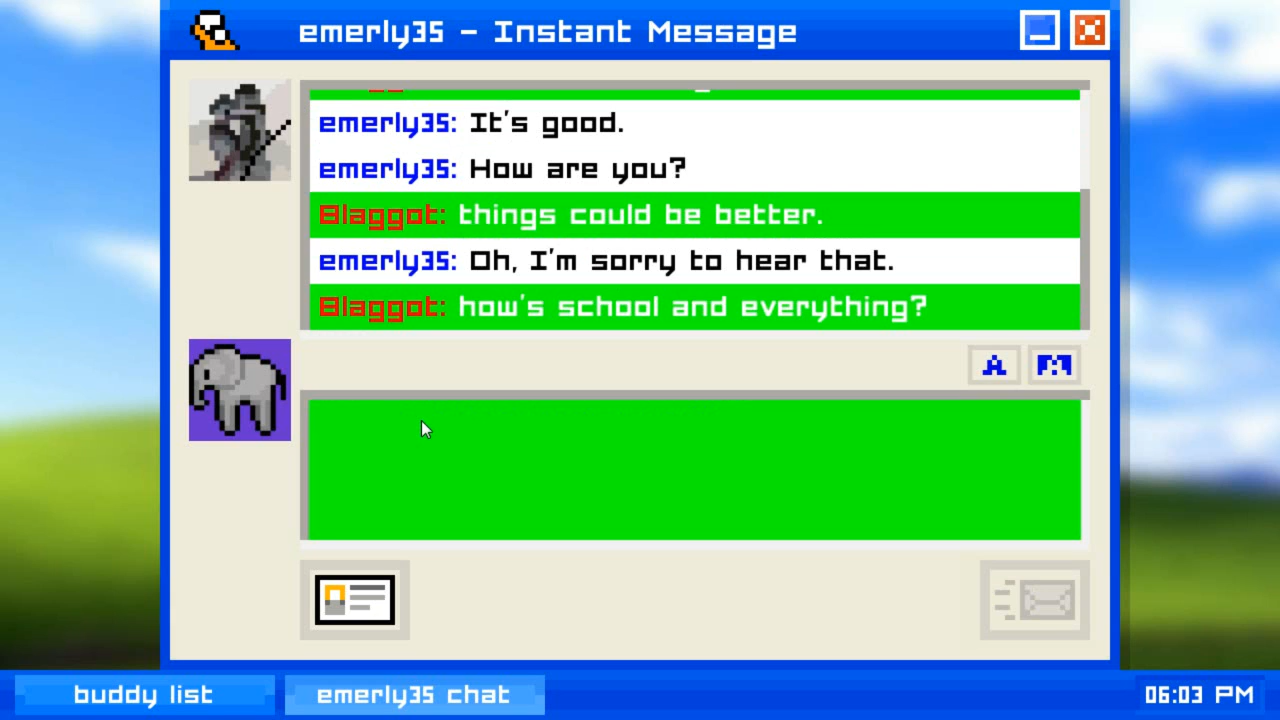 emerly35 - Instant Message
emerly35: It's good.
emerly35: How are you?
Blaggot: things could be better.
emerly35: Oh, I'm sorry to hear that.
Blaggot: how's school and everything?
A
buddy list
emerly35 chat
06:03 PM